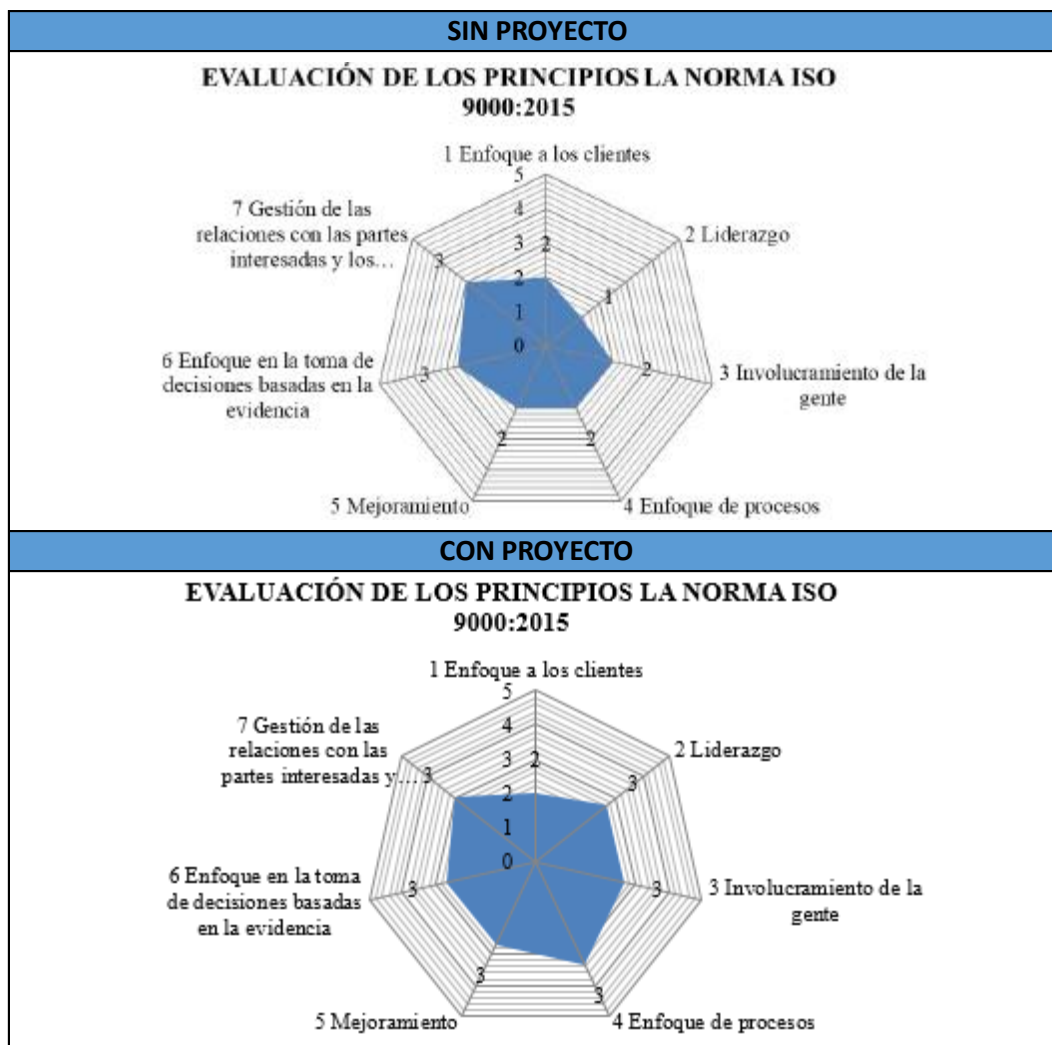 SIN PROYECTO
EVALUACIÓN DE LOS PRINCIPIOS LA NORMA ISO
9000:2015
1 Enfoque a los clientes
5
4
3
2
1
0
2
7 Gestión de las
relaciones con las partes
interesadas y los...
3
2 Liderazgo
1
6 Enfoque en la toma de
decisiones basadas en la
evidencia
3
3 Involucramiento de la
gente
2
5 Mejoramiento
2
4 Enfoque de procesos
2
CON PROYECTO
EVALUACIÓN DE LOS PRINCIPIOS LA NORMA ISO
9000:2015
1 Enfoque a los clientes
5
4
3
2
1
0
2
7 Gestión de las
relaciones con las
partes interesadas y...
3
2 Liderazgo
3
6 Enfoque en la toma
de decisiones basadas
en la evidencia
3
3 Involucramiento de la
gente
3
5 Mejoramiento
3
4 Enfoque de procesos
3